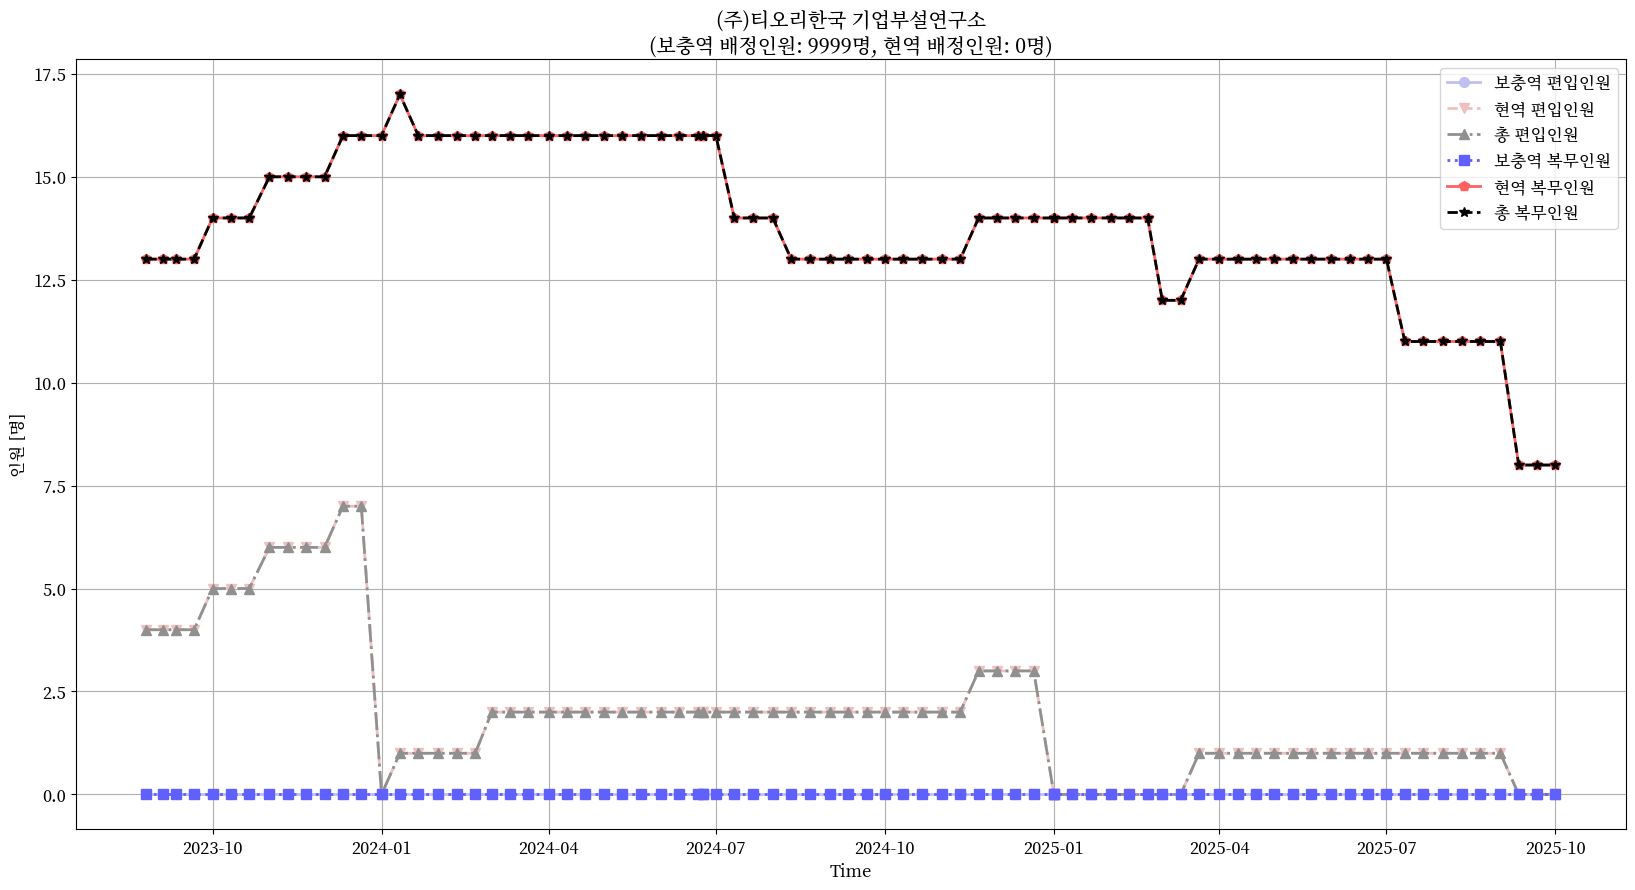 (주)티오리한국 기업부설연구소
(보충역 배정인원: 9999명, 현역 배정인원: 0명)
17.5
15.0
12.5
10.0
7.5
5.0
2.5
0.0
인원 [명]
보충역 편입인원
현역 편입인원
총 편입인원
보충역 복무인원
현역 복무인원
총 복무인원
2023-10
2024-01
2024-04
2024-07
2024-10
2025-01
2025-04
2025-07
2025-10
Time